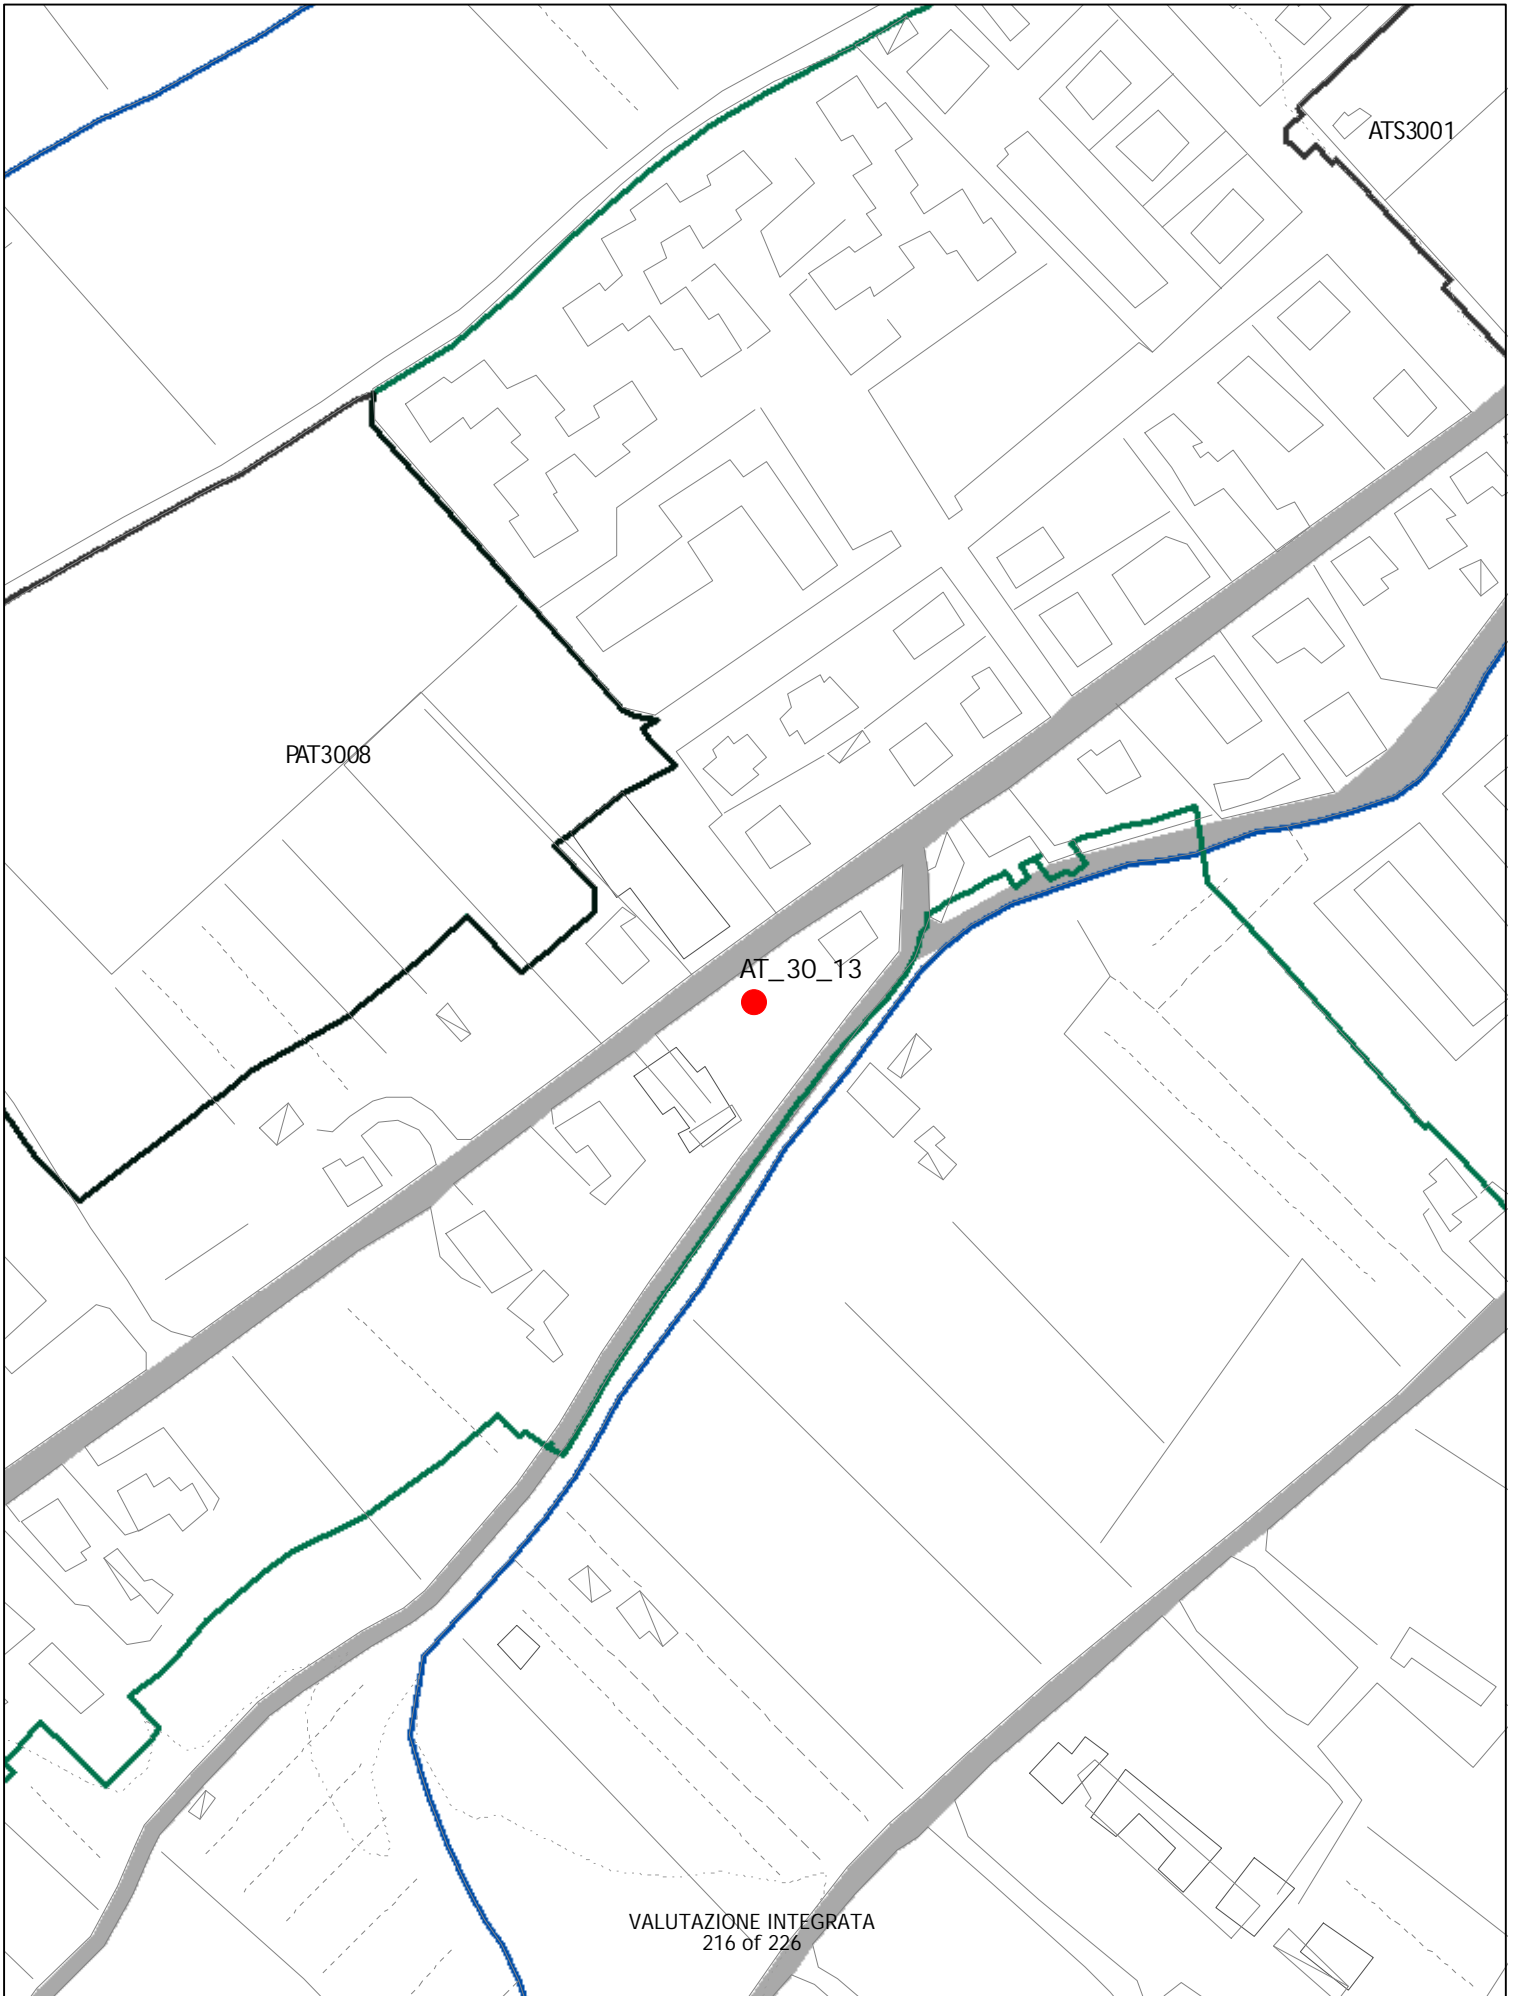 ATS3001
PAT3008
AT_30_13
VALUTAZIONE INTEGRATA
216 of 226